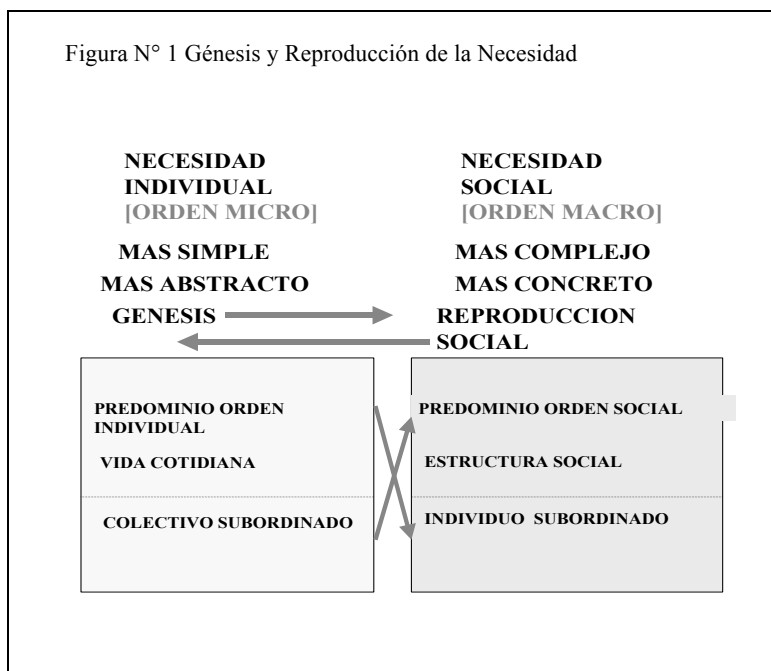 Figura N° 1 Génesis y Reproducción de la Necesidad
NECESIDAD
INDIVIDUAL
[ORDEN MICRO]
MAS SIMPLE
MAS ABSTRACTO
GENESIS
NECESIDAD
SOCIAL
[ORDEN MACRO]
MAS COMPLEJO
MAS CONCRETO
REPRODUCCION
SOCIAL
PREDOMINIO ORDEN
INDIVIDUAL
VIDA COTIDIANA
COLECTIVO SUBORDINADO
PREDOMINIO ORDEN SOCIAL
ESTRUCTURA SOCIAL
INDIVIDUO SUBORDINADO